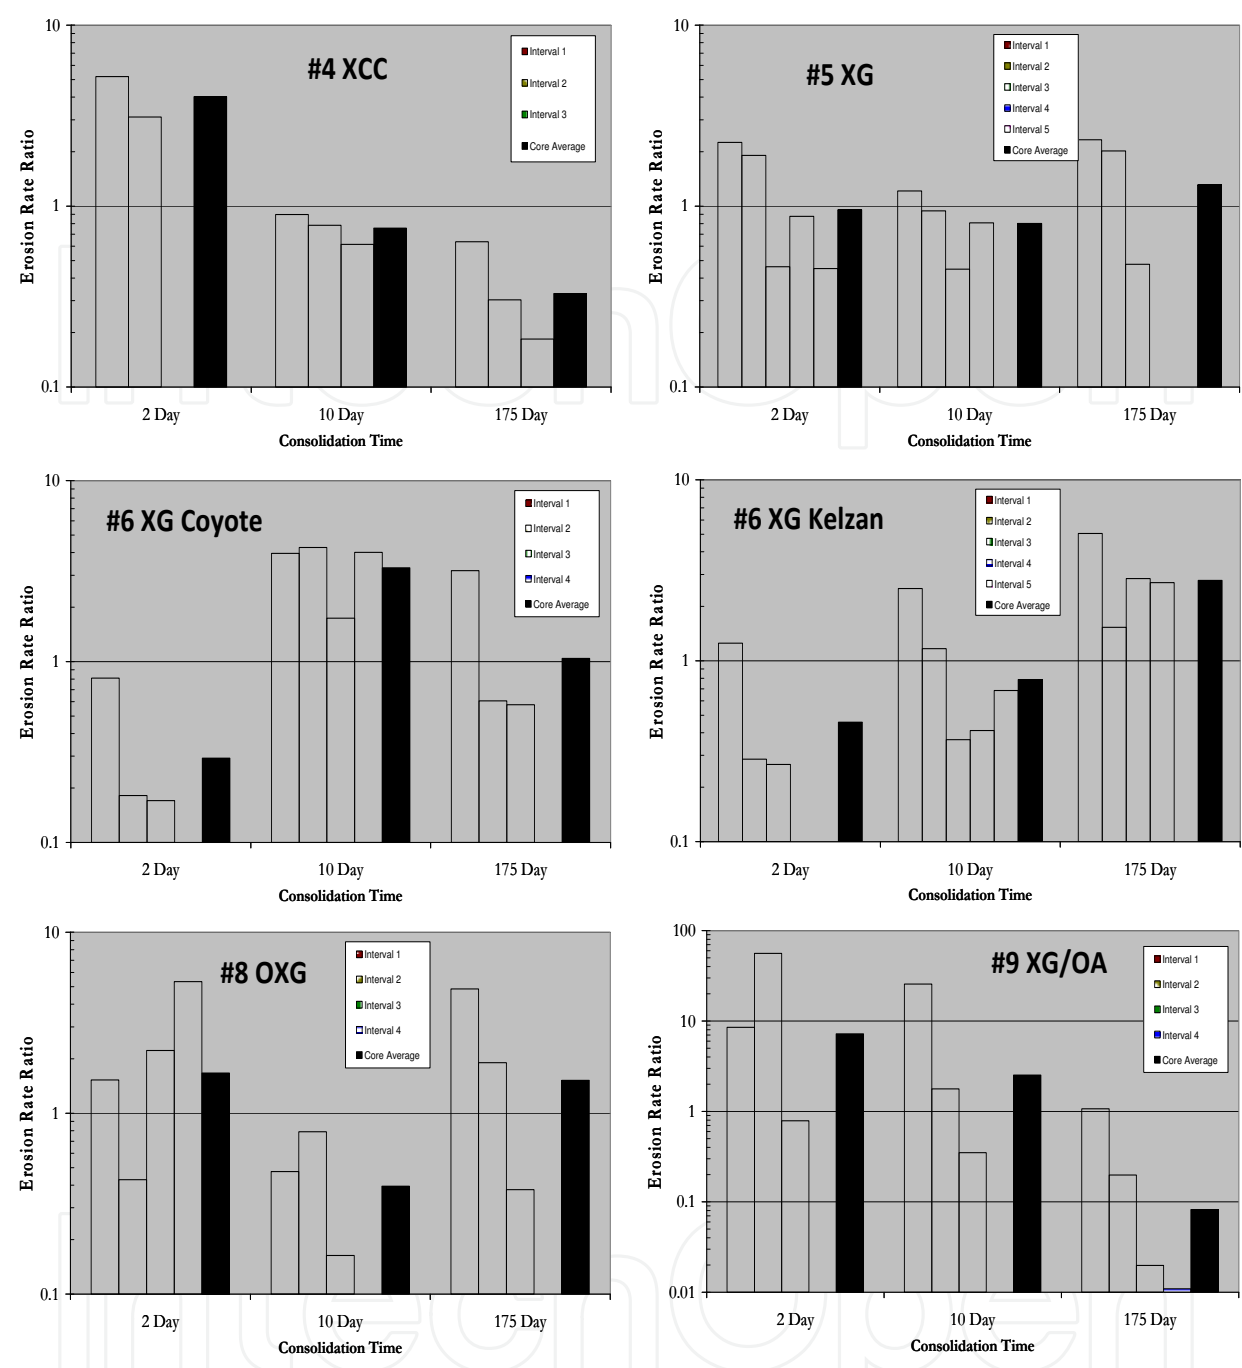 #4 XCC
10
1
0.1
Erosion Rate Ratio
2 Day
10 Day
175 Day
Consolidation Time
Interval 1
Interval 2
Interval 3
Core Average
#5 XG
10
1
0.1
Erosion Rate Ratio
2 Day
10 Day
175 Day
Consolidation Time
Interval 1
Interval 2
Interval 3
Interval 4
Interval 5
Core Average
#6 XG Coyote
10
1
0.1
Erosion Rate Ratio
2 Day
10 Day
175 Day
Consolidation Time
Interval 1
Interval 2
Interval 3
Interval 4
Core Average
#6 XG Kelzan
10
1
0.1
Erosion Rate Ratio
2 Day
10 Day
175 Day
Consolidation Time
Interval 1
Interval 2
Interval 3
Interval 4
Interval 5
Core Average
#8 OXG
10
1
0.1
Erosion Rate Ratio
2 Day
10 Day
175 Day
Consolidation Time
Interval 1
Interval 2
Interval 3
Interval 4
Core Average
#9 XG/OA
100
10
1
0.1
0.01
Erosion Rate Ratio
2 Day
10 Day
175 Day
Consolidation Time
Interval 1
Interval 2
Interval 3
Interval 4
Core Average
IntechOpen
IntechOpen